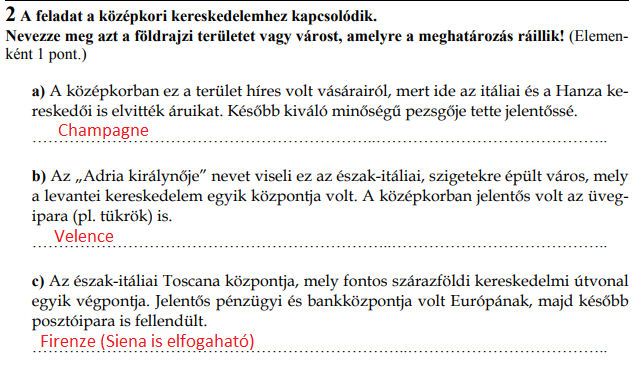 2 A feladat a középkori kereskedelemhez kapcsolódik.
Nevezze meg azt a földrajzi területet vagy várost, amelyre a meghatározás ráillik! (Elemen-
ként 1 pont.)
a) A középkorban ez a terület híres volt vásárairól, mert ide az itáliai és a Hanza ke-
reskedői is elvitték áruikat. Később kiváló minőségű pezsgője tette jelentőssé.
Champagne
b) Az „Adria királynője” nevet viseli ez az észak-itáliai, szigetekre épült város, mely
a levantei kereskedelem egyik központja volt. A középkorban jelentős volt az üveg-
ipara (pl. tükrök) is.
Velence
c) Az észak-itáliai Toscana központja, mely fontos szárazföldi kereskedelmi útvonal
egyik végpontja. Jelentős pénzügyi és bankközpont volt Európának, majd később
posztóipara is fellendült.
Firenze (Siena is elfogaható)